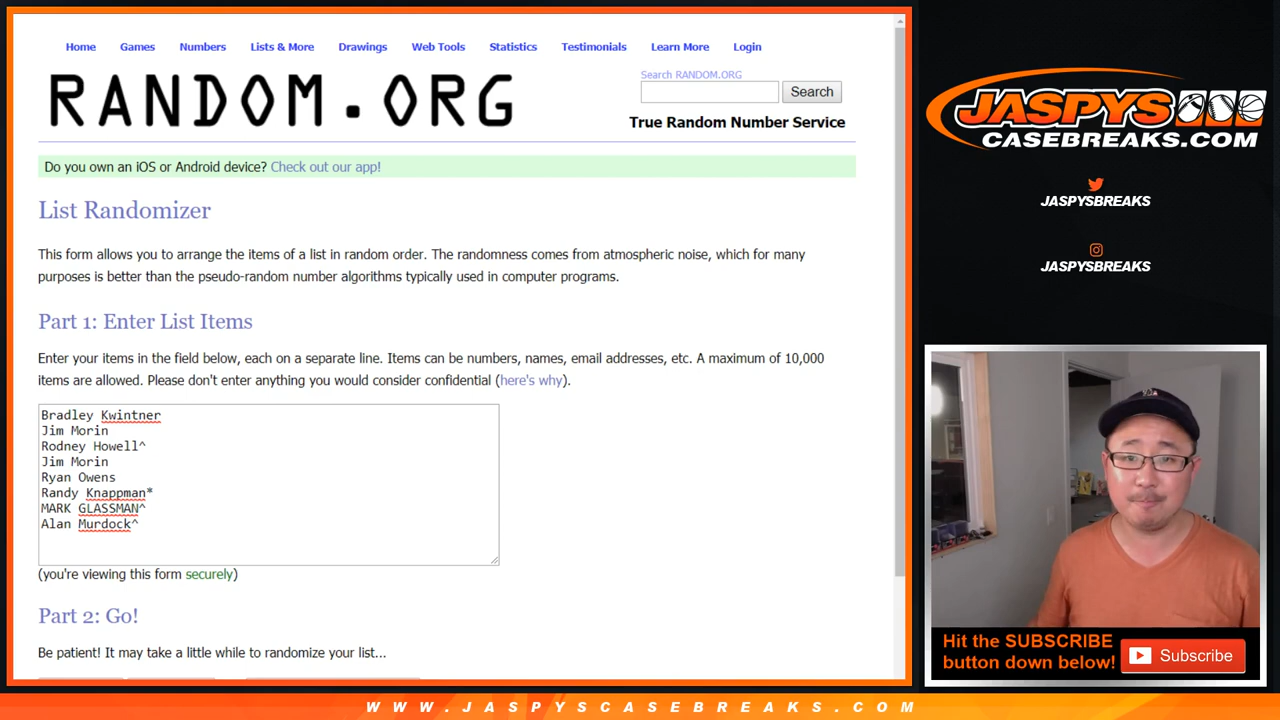 Home Games Numbers Lists & More Drawings Web Tools Statistics Testimonials Learn More Login
RANDOM.ORG
Search RANDOM.ORG
Search
True Random Number Service
Do you own an iOS or Android device? Check out our app!
List Randomizer
This form allows you to arrange the items of a list in random order. The randomness comes from atmospheric noise, which for many
purposes is better than the pseudo-random number algorithms typically used in computer programs.
Part 1: Enter List Items
Enter your items in the field below, each on a separate line. Items can be numbers, names, email addresses, etc. A maximum of 10,000
items are allowed. Please don't enter anything you would consider confidential (here's why).
Bradley Kwintner
Jim Morin
Rodney Howell^
Jim Morin
Ryan Owens
Randy Knappman*
MARK GLASSMAN^
Alan Murdock^
(you're viewing this form securely)
Part 2: Go!
Be patient! It may take a little while to randomize your list...
JASPYS
CASEBREAKS.COM
JASPYSBREAKS
JASPYSBREAKS
Hit the SUBSCRIBE
button down below!
Subscribe
WWW.JASPYSCASEBREAKS.COM